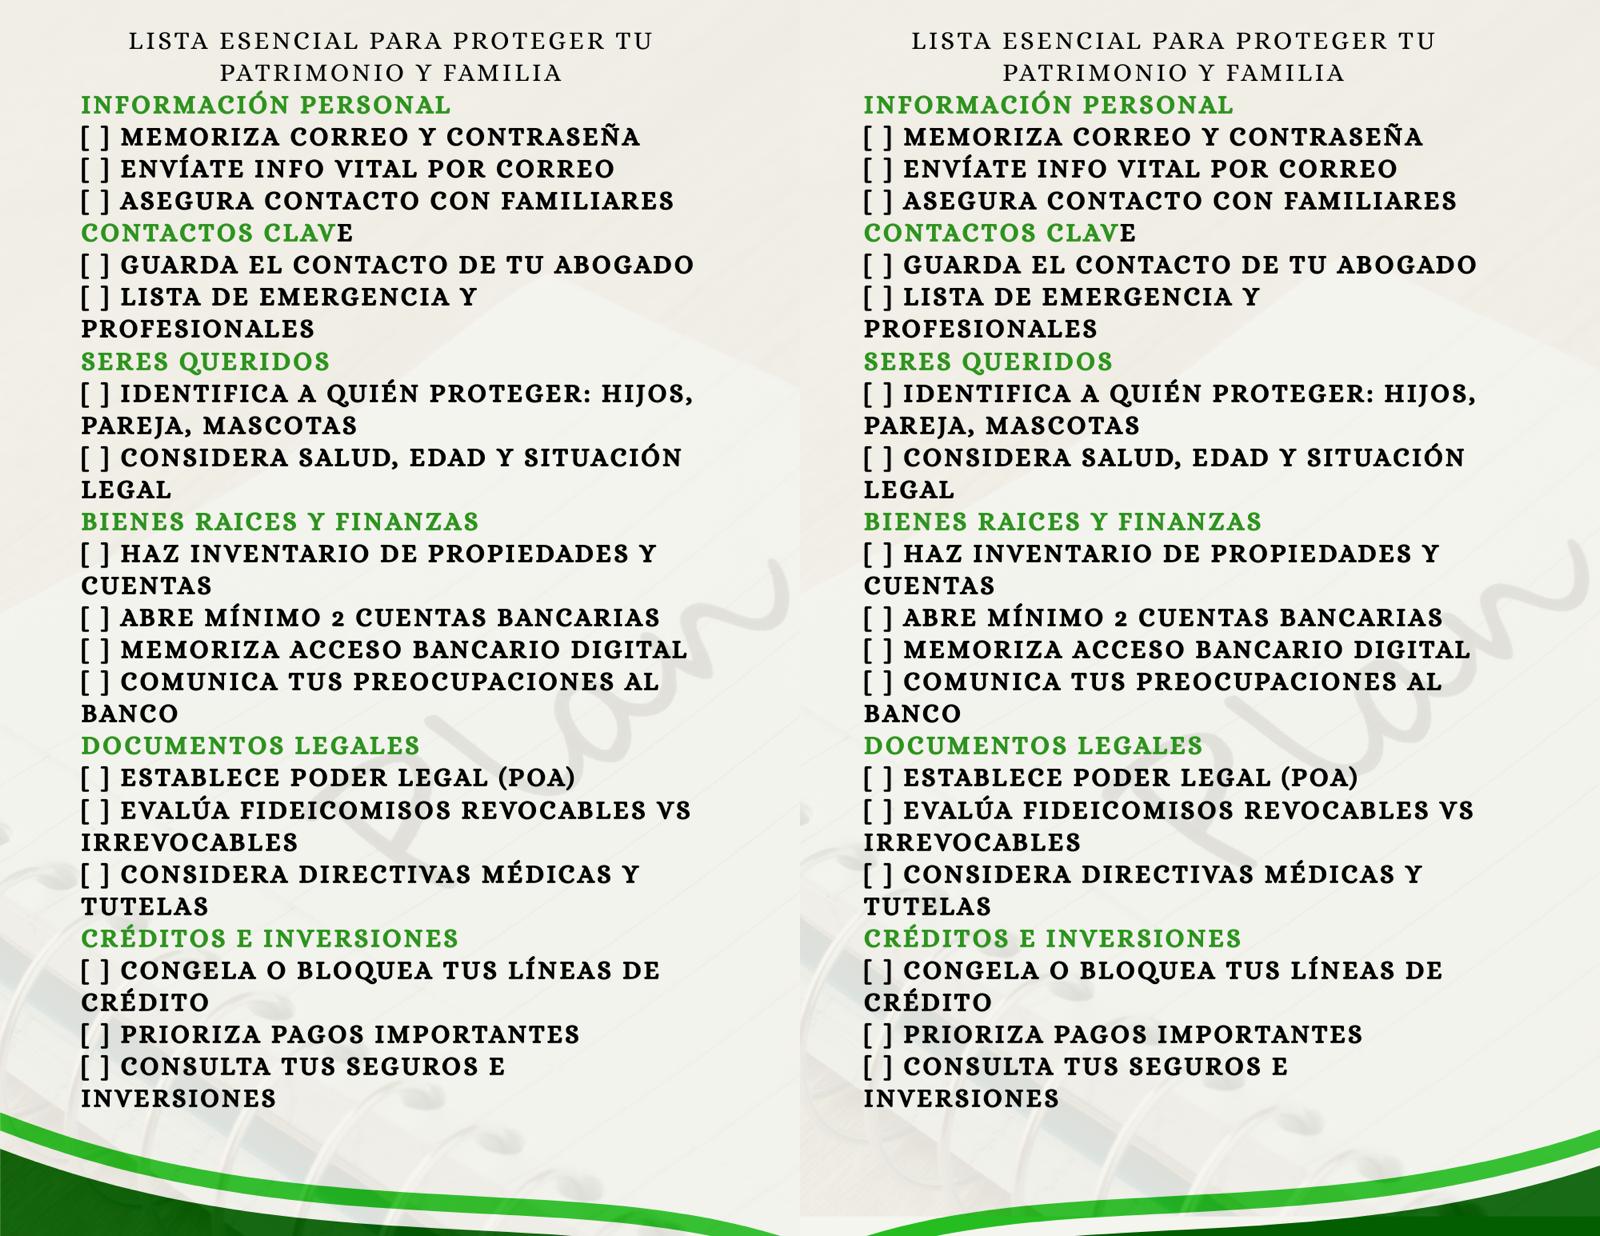 LISTA ESENCIAL PARA PROTEGER TU
PATRIMONIO Y FAMILIA
INFORMACIÓN PERSONAL
[ ] MEMORIZA CORREO Y CONTRASEÑA
[ ] ENVÍATE INFO VITAL POR CORREO
[ ] ASEGURA CONTACTO CON FAMILIARES
CONTACTOS CLAVE
[ ] GUARDA EL CONTACTO DE TU ABOGADO
[ ] LISTA DE EMERGENCIA Y
PROFESIONALES
SERES QUERIDOS
[ ] IDENTIFICA A QUIÉN PROTEGER: HIJOS,
PAREJA, MASCOTAS
[ ] CONSIDERA SALUD, EDAD Y SITUACIÓN
LEGAL
BIENES RAICES Y FINANZAS
[ ] HAZ INVENTARIO DE PROPIEDADES Y
CUENTAS
[ ] ABRE MÍNIMO 2 CUENTAS BANCARIAS
[ ] MEMORIZA ACCESO BANCARIO DIGITAL
[ ] COMUNICA TUS PREOCUPACIONES AL
BANCO
DOCUMENTOS LEGALES
[ ] ESTABLECE PODER LEGAL (POA)
[ ] EVALÚA FIDEICOMISOS REVOCABLES VS
IRREVOCABLES
[ ] CONSIDERA DIRECTIVAS MÉDICAS Y
TUTELAS
CRÉDITOS E INVERSIONES
[ ] CONGELA O BLOQUEA TUS LÍNEAS DE
CRÉDITO
[ ] PRIORIZA PAGOS IMPORTANTES
[ ] CONSULTA TUS SEGUROS E
INVERSIONES
Plan
LISTA ESENCIAL PARA PROTEGER TU
PATRIMONIO Y FAMILIA
INFORMACIÓN PERSONAL
[ ] MEMORIZA CORREO Y CONTRASEÑA
[ ] ENVÍATE INFO VITAL POR CORREO
[ ] ASEGURA CONTACTO CON FAMILIARES
CONTACTOS CLAVE
[ ] GUARDA EL CONTACTO DE TU ABOGADO
[ ] LISTA DE EMERGENCIA Y
PROFESIONALES
SERES QUERIDOS
[ ] IDENTIFICA A QUIÉN PROTEGER: HIJOS,
PAREJA, MASCOTAS
[ ] CONSIDERA SALUD, EDAD Y SITUACIÓN
LEGAL
BIENES RAICES Y FINANZAS
[ ] HAZ INVENTARIO DE PROPIEDADES Y
CUENTAS
[ ] ABRE MÍNIMO 2 CUENTAS BANCARIAS
[ ] MEMORIZA ACCESO BANCARIO DIGITAL
[ ] COMUNICA TUS PREOCUPACIONES AL
BANCO
DOCUMENTOS LEGALES
[ ] ESTABLECE PODER LEGAL (POA)
[ ] EVALÚA FIDEICOMISOS REVOCABLES VS
IRREVOCABLES
[ ] CONSIDERA DIRECTIVAS MÉDICAS Y
TUTELAS
CRÉDITOS E INVERSIONES
[ ] CONGELA O BLOQUEA TUS LÍNEAS DE
CRÉDITO
[ ] PRIORIZA PAGOS IMPORTANTES
[ ] CONSULTA TUS SEGUROS E
INVERSIONES
Plan